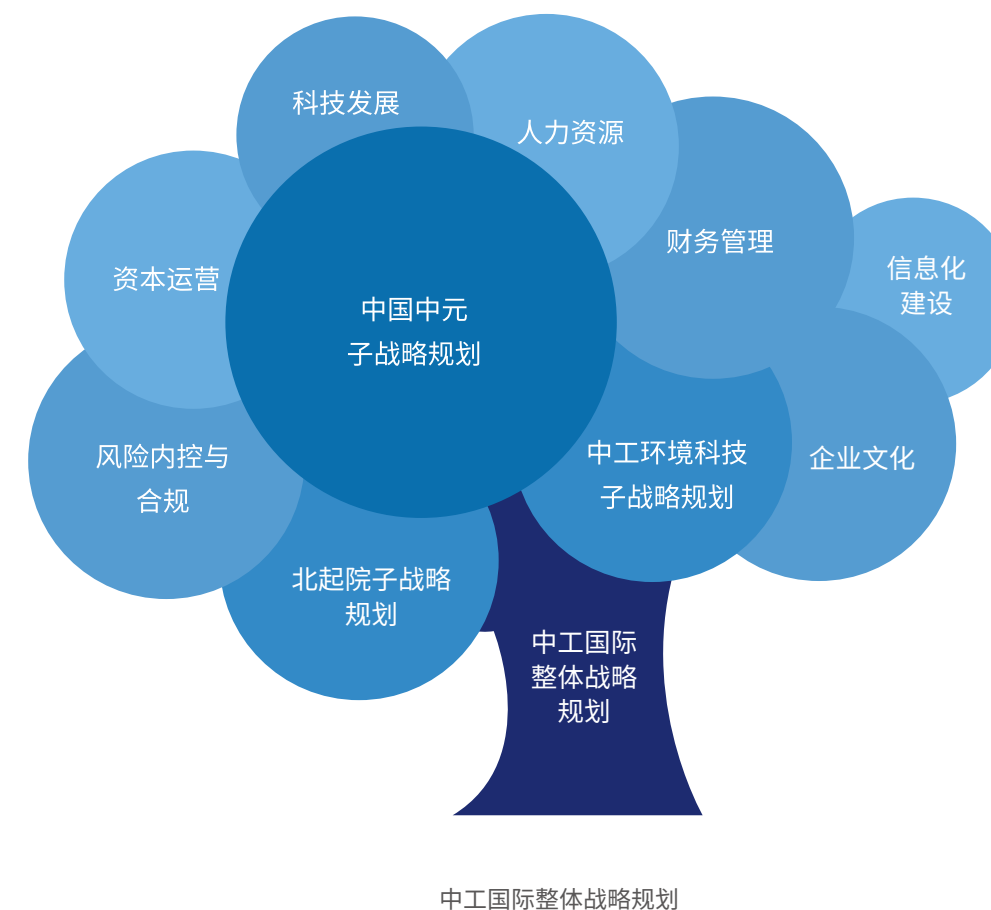 科技发展
人力资源
财务管理
信息化
建设
资本运营
中国中元
子战略规划
风险内控与
合规
中工环境科技
子战略规划
企业文化
北起院子战略
规划
中工国际
整体战略
规划
中工国际整体战略规划